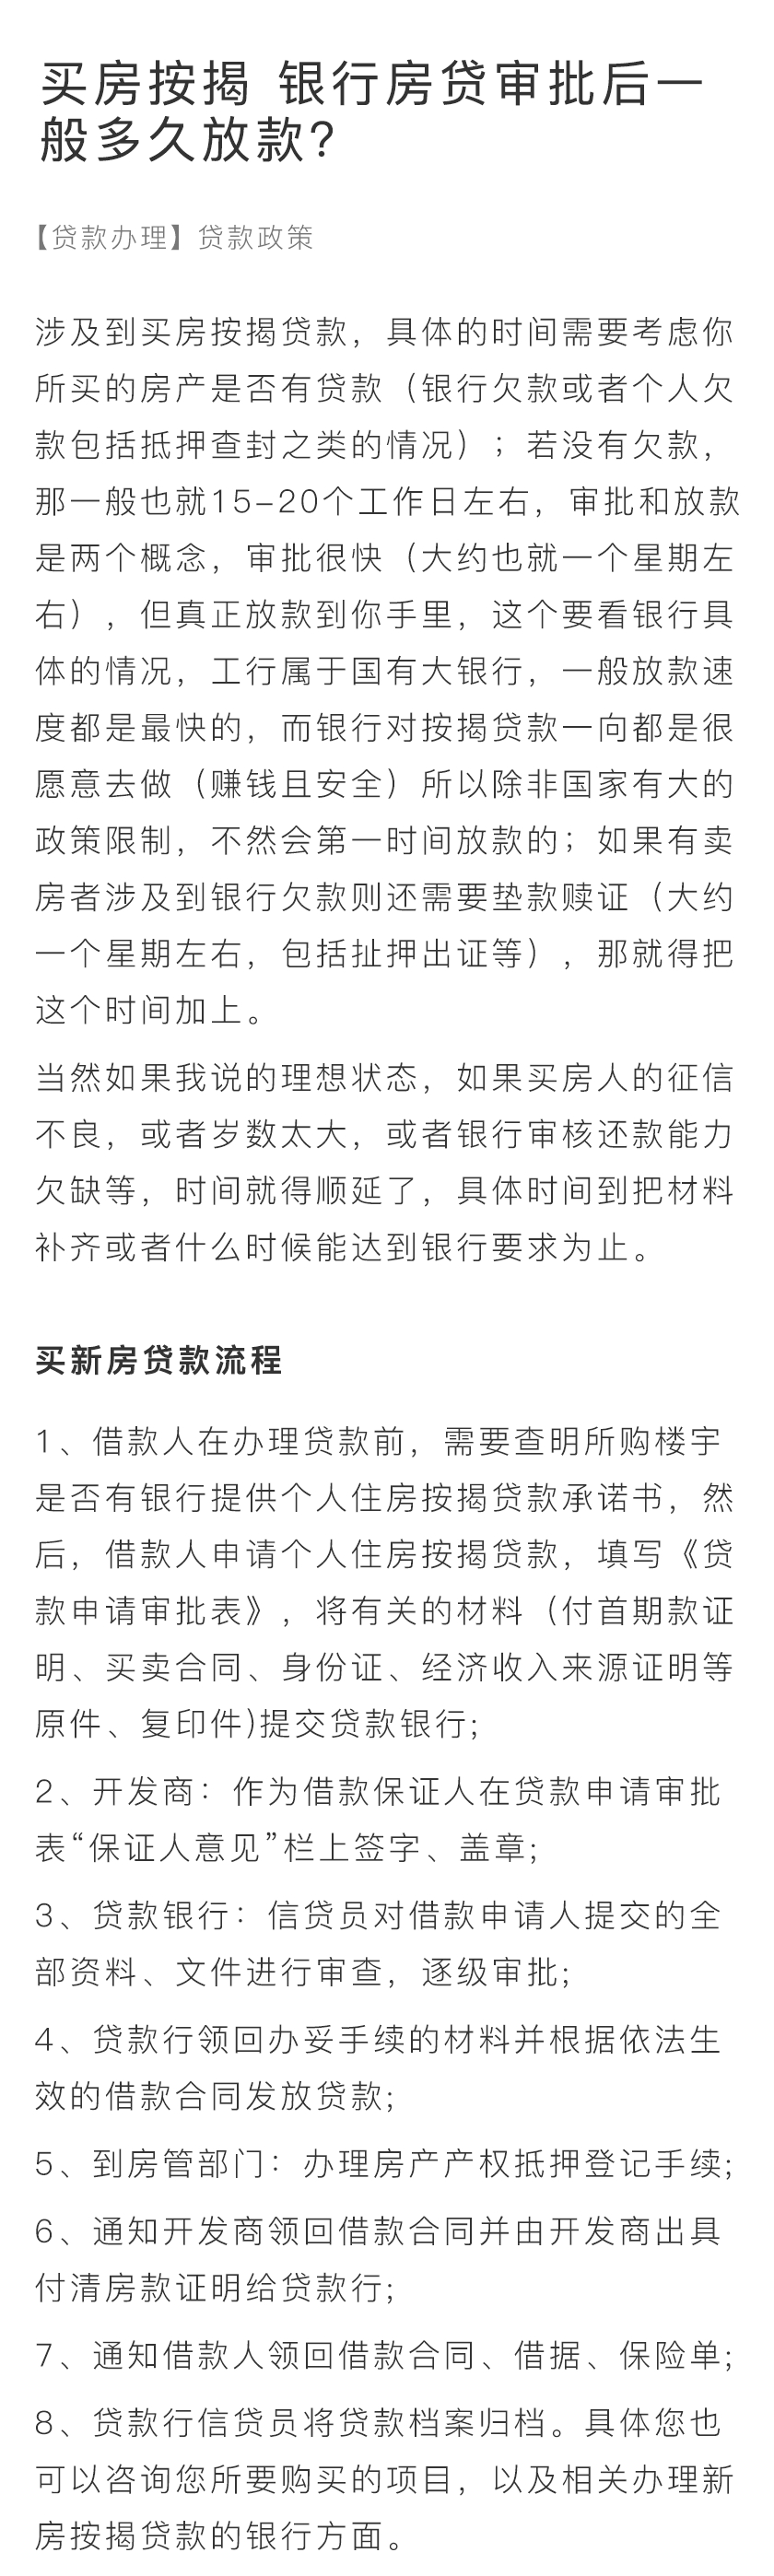 买房按揭 银行房贷审批后一
般多久放款？
【贷款办理】贷款政策
涉及到买房按揭贷款，具体的时间需要考虑你
所买的房产是否有贷款（银行欠款或者个人欠
款包括抵押查封之类的情况）；若没有欠款，
那一般也就15-20个工作日左右，审批和放款
是两个概念，审批很快（大约也就一个星期左
右），但真正放款到你手里，这个要看银行具
体的情况，工行属于国有大银行，一般放款速
度都是最快的，而银行对按揭贷款一向都是很
愿意去做（赚钱且安全）所以除非国家有大的
政策限制，不然会第一时间放款的；如果有卖
房者涉及到银行欠款则还需要垫款赎证（大约
一个星期左右，包括扯押出证等），那就得把
这个时间加上。
当然如果我说的理想状态，如果买房人的征信
不良，或者岁数太大，或者银行审核还款能力
欠缺等，时间就得顺延了，具体时间到把材料
补齐或者什么时候能达到银行要求为止。
买新房贷款流程
1、借款人在办理贷款前，需要查明所购楼宇
是否有银行提供个人住房按揭贷款承诺书，然
后，借款人申请个人住房按揭贷款，填写《贷
款申请审批表》，将有关的材料（付首期款证
明、买卖合同、身份证、经济收入来源证明等
原件、复印件)提交贷款银行;
2、开发商：作为借款保证人在贷款申请审批
表“保证人意见”栏上签字、盖章;
3、贷款银行：信贷员对借款申请人提交的全
部资料、文件进行审查，逐级审批;
4、贷款行领回办妥手续的材料并根据依法生
效的借款合同发放贷款;
5、到房管部门：办理房产产权抵押登记手续;
6、通知开发商领回借款合同并由开发商出具
付清房款证明给贷款行;
7、通知借款人领回借款合同、借据、保险单;
8、贷款行信贷员将贷款档案归档。具体您也
可以咨询您所要购买的项目，以及相关办理新
房按揭贷款的银行方面。